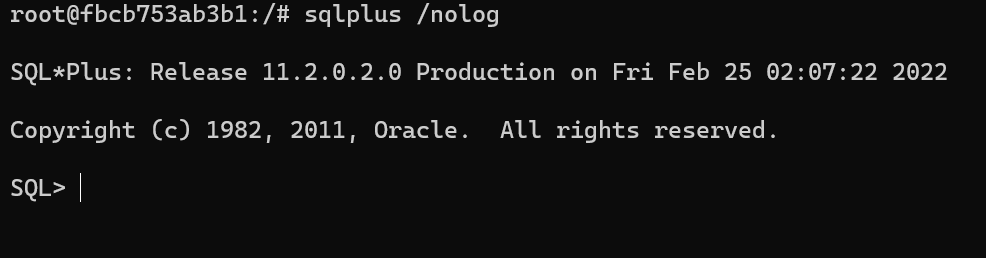 root@fbcb753ab3b1:/# sqlplus /nolog
SQL*Plus: Release 11.2.0.2.0 Production on Fri Feb 25 02:07:22 2022
Copyright (c) 1982, 2011, Oracle.  All rights reserved.
SQL>